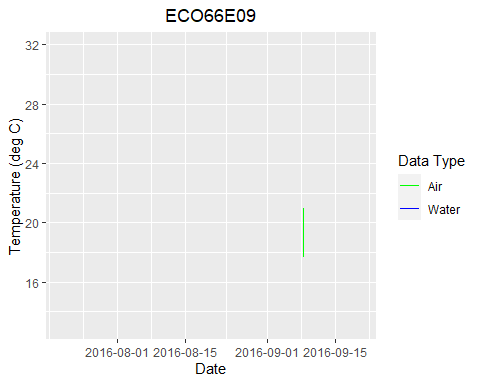 ECO66E09
32
28
24
20
16
Temperature (deg C)
2016-08-01 2016-08-15 2016-09-01 2016-09-15
Date
Data Type
Air
Water